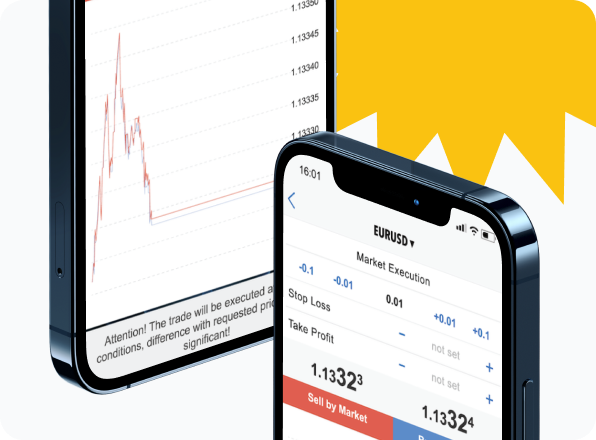 1.13350
1.13345
1.13340
1.13335
1.13330
Attention! The trade will be executed a
conditions, difference with requested pri
significant!
16:01
EURUSD ▾
Market Execution
-0.1 -0.01 0.01 +0.01 +0.1
Stop Loss − not set +
Take Profit − not set +
1.13323 1.13324
Sell by Market